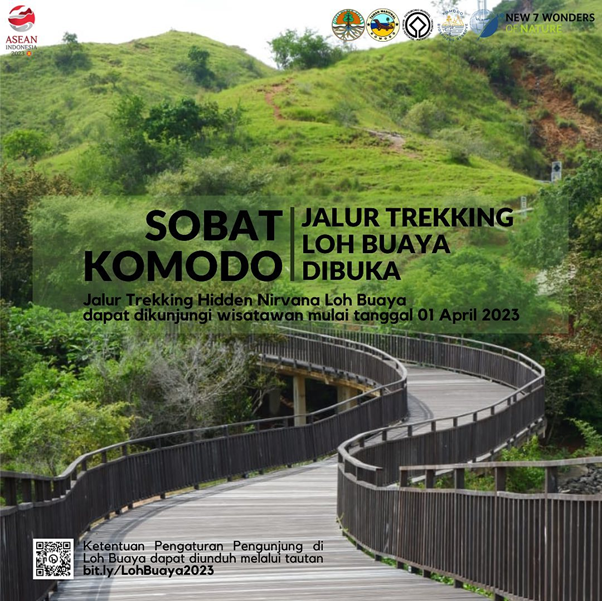 ASEAN
INDONESIA
2023
NEW 7 WONDERS
OF NATURE
SOBAT
KOMODO
JALUR TREKKING
LOH BUAYA
DIBUKA
Jalur Trekking Hidden Nirvana Loh Buaya
dapat dikunjungi wisatawan mulai tanggal 01 April 2023
Ketentuan Pengaturan Pengunjung di
Loh Buaya dapat diunduh melalui tautan
bit.ly/LohBuaya2023